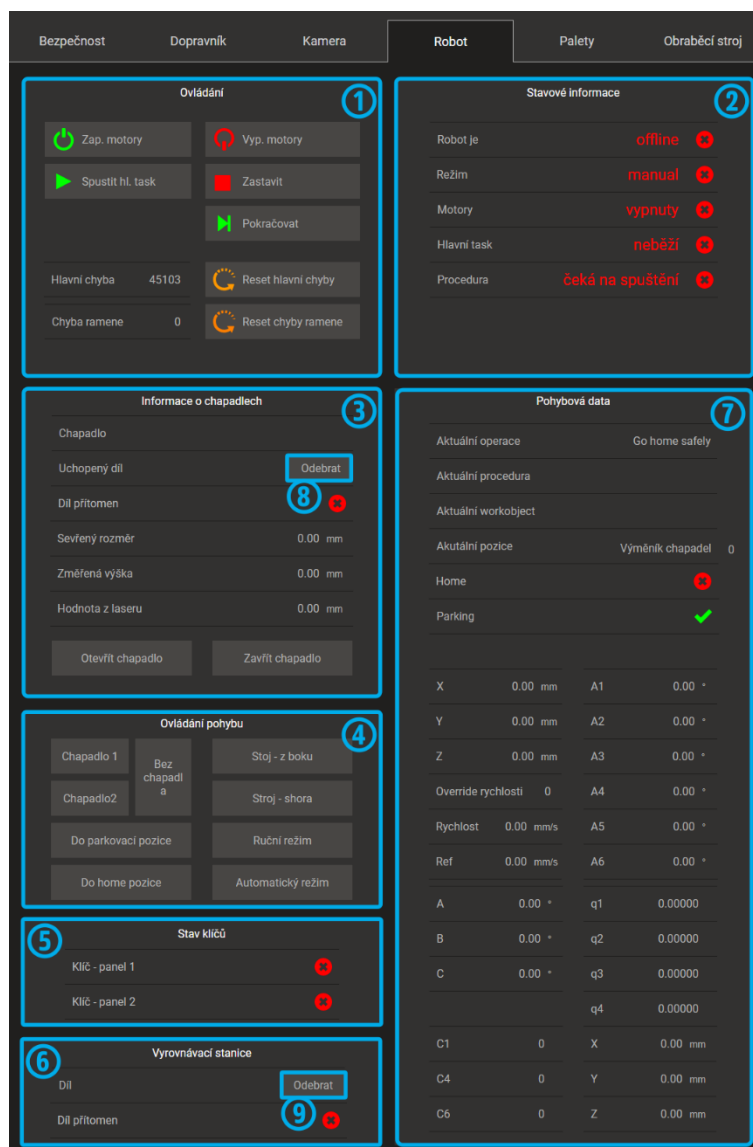 Bezpečnost Dopravník Kamera Robot Palety Obraběcí stroj
Ovládání
1
Zap. motory Vyp. motory
Spustit hl. task Zastavit
Pokračovat
Hlavní chyba 45103 Reset hlavní chyby
Chyba ramene 0 Reset chyby ramene
Stavové informace
2
Robot je offline
Režim manual
Motory vypnuty
Hlavní task neběží
Procedura čeká na spuštění
Informace o chapadlech
3
Chapadlo
Uchopený díl Odebrat
8
Díl přítomen
Sevřený rozměr 0.00 mm
Změřená výška 0.00 mm
Hodnota z laseru 0.00 mm
Otevřít chapadlo Zavřít chapadlo
Ovládání pohybu
4
Chapadlo 1 Bez
chapadl
a
Stoj - z boku
Chapadlo2 Stroj - shora
Do parkovací pozice Ruční režim
Do home pozice Automatický režim
Stav klíčů
5
Klíč - panel 1
Klíč - panel 2
Vyrovnávací stanice
6
Díl Odebrat
9
Díl přítomen
Pohybová data
7
Aktuální operace Go home safely
Aktuální procedura
Aktuální workobject
Akutální pozice Výměník chapadel 0
Home
Parking
X 0.00 mm A1 0.00 °
Y 0.00 mm A2 0.00 °
Z 0.00 mm A3 0.00 °
Override rychlosti 0 A4 0.00 °
Rychlost 0.00 mm/s A5 0.00 °
Ref 0.00 mm/s A6 0.00 °
A 0.00 ° q1 0.00000
B 0.00 ° q2 0.00000
C 0.00 ° q3 0.00000
q4 0.00000
C1 0 X 0.00 mm
C4 0 Y 0.00 mm
C6 0 Z 0.00 mm